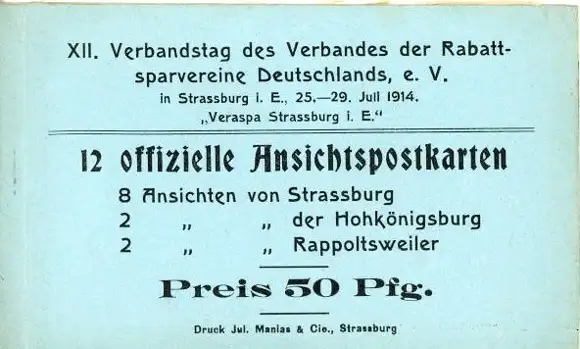 XII. Verbandstag des Verbandes der Rabatt-
sparvereine Deutschlands, e. V.
in Strassburg i. E., 25.—29. Juli 1914.
„Veraspa Strassburg i. E."
12 offizielle Ansichtspostkarten
8 Ansichten von Strassburg
2 „ „ der Hohkönigsburg
2 „ „ Rappoltsweiler
Preis 50 Pfg.
Druck Jul. Manias & Cie., Strassburg